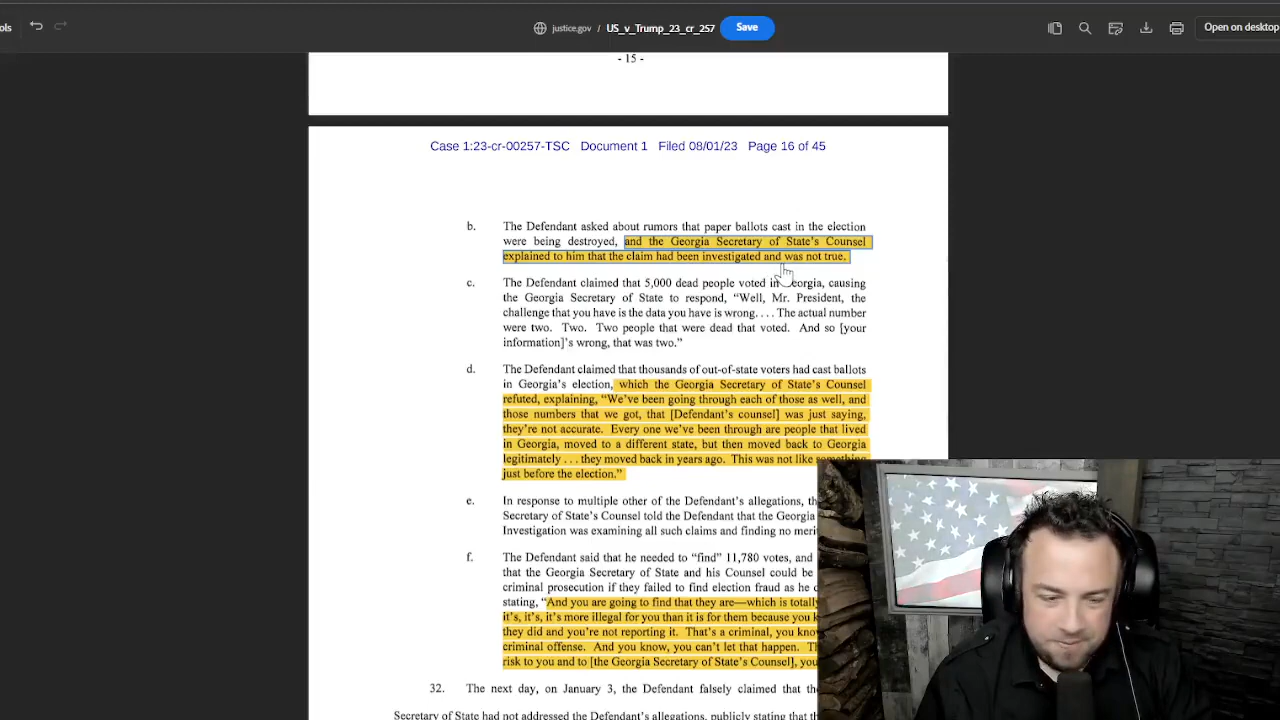 ols
justice.gov / US_v_Trump_23_cr_257 Save
Open on desktop
- 15 -
Case 1:23-cr-00257-TSC Document 1 Filed 08/01/23 Page 16 of 45
b. The Defendant asked about rumors that paper ballots cast in the election
were being destroyed, and the Georgia Secretary of State's Counsel
explained to him that the claim had been investigated and was not true.
c. The Defendant claimed that 5,000 dead people voted in Georgia, causing
the Georgia Secretary of State to respond, “Well, Mr. President, the
challenge that you have is the data you have is wrong. . . . The actual number
were two. Two. Two people that were dead that voted. And so [your
information]'s wrong, that was two.”
d. The Defendant claimed that thousands of out-of-state voters had cast ballots
in Georgia's election, which the Georgia Secretary of State's Counsel
refuted, explaining, “We've been going through each of those as well, and
those numbers that we got, that [Defendant's counsel] was just saying,
they're not accurate. Every one we've been through are people that lived
in Georgia, moved to a different state, but then moved back to Georgia
legitimately . . . they moved back in years ago. This was not like something
just before the election.”
e. In response to multiple other of the Defendant's allegations, th
Secretary of State's Counsel told the Defendant that the Georgia
Investigation was examining all such claims and finding no meri
f. The Defendant said that he needed to “find” 11,780 votes, and
that the Georgia Secretary of State and his Counsel could be
criminal prosecution if they failed to find election fraud as he
stating, “And you are going to find that they are—which is totall
it's, it's, it's more illegal for you than it is for them because you
they did and you're not reporting it. That's a criminal, you kno
criminal offense. And you know, you can't let that happen.
risk to you and to [the Georgia Secretary of State's Counsel], you
32. The next day, on January 3, the Defendant falsely claimed that th
Secretary of State had not addressed the Defendant's allegations, publicly stating that th